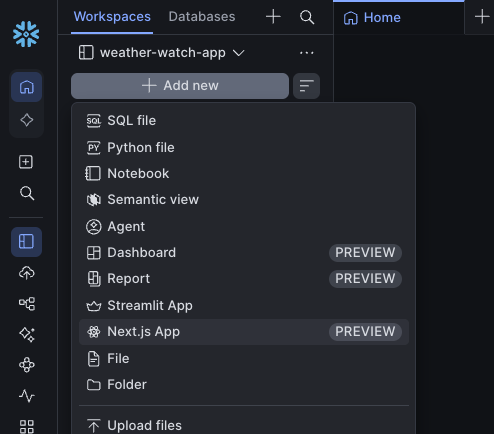 Workspaces Databases
Home
weather-watch-app
Add new
SQL SQL file
PY Python file
Notebook
Semantic view
Agent
Dashboard PREVIEW
Report PREVIEW
Streamlit App
Next.js App PREVIEW
File
Folder
Upload files